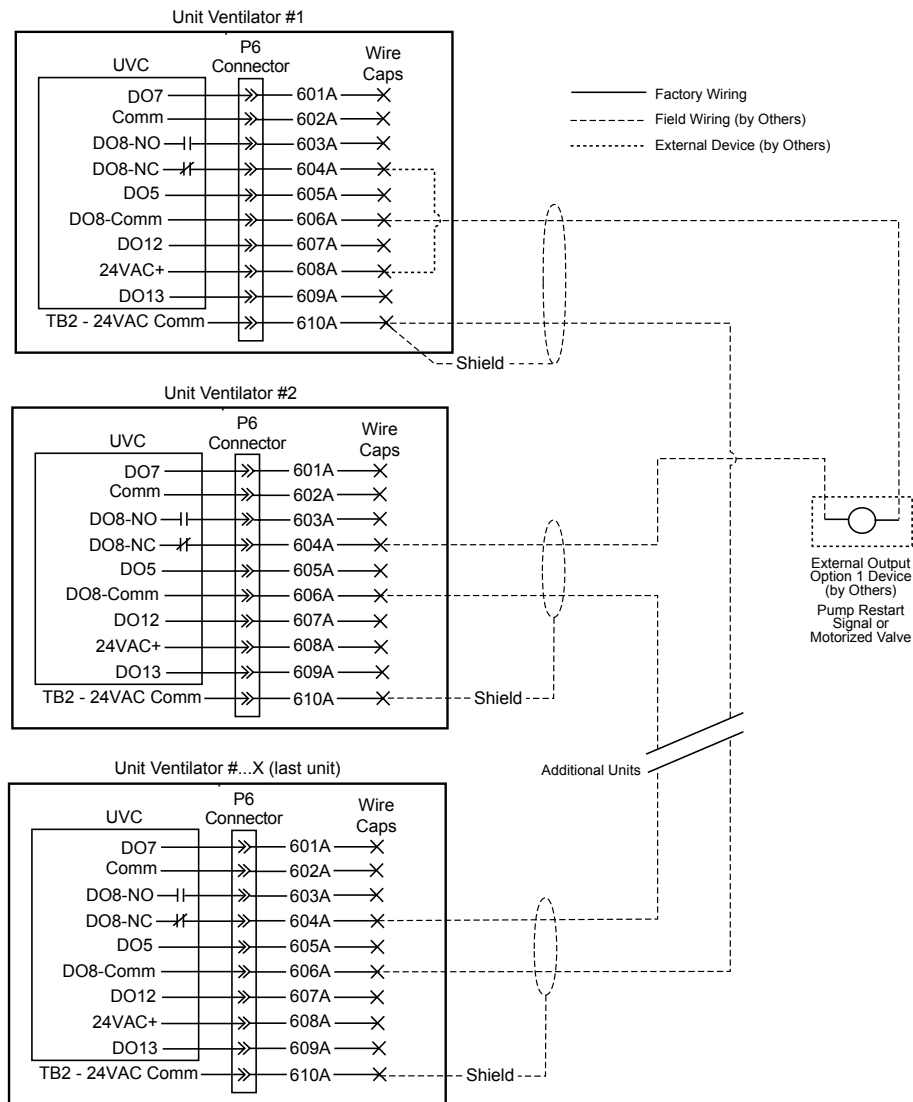 Unit Ventilator #1
UVC
P6
Connector
Wire
Caps
DO7 601A
Comm 602A
DO8-NO 603A
DO8-NC 604A
DO5 605A
DO8-Comm 606A
DO12 607A
24VAC+ 608A
DO13 609A
TB2 - 24VAC Comm 610A
Shield
Factory Wiring
Field Wiring (by Others)
External Device (by Others)
Unit Ventilator #2
UVC
P6
Connector
Wire
Caps
DO7 601A
Comm 602A
DO8-NO 603A
DO8-NC 604A
DO5 605A
DO8-Comm 606A
DO12 607A
24VAC+ 608A
DO13 609A
TB2 - 24VAC Comm 610A
Shield
External Output
Option 1 Device
(by Others)
Pump Restart
Signal or
Motorized Valve
Additional Units
Unit Ventilator #...X (last unit)
UVC
P6
Connector
Wire
Caps
DO7 601A
Comm 602A
DO8-NO 603A
DO8-NC 604A
DO5 605A
DO8-Comm 606A
DO12 607A
24VAC+ 608A
DO13 609A
TB2 - 24VAC Comm 610A
Shield